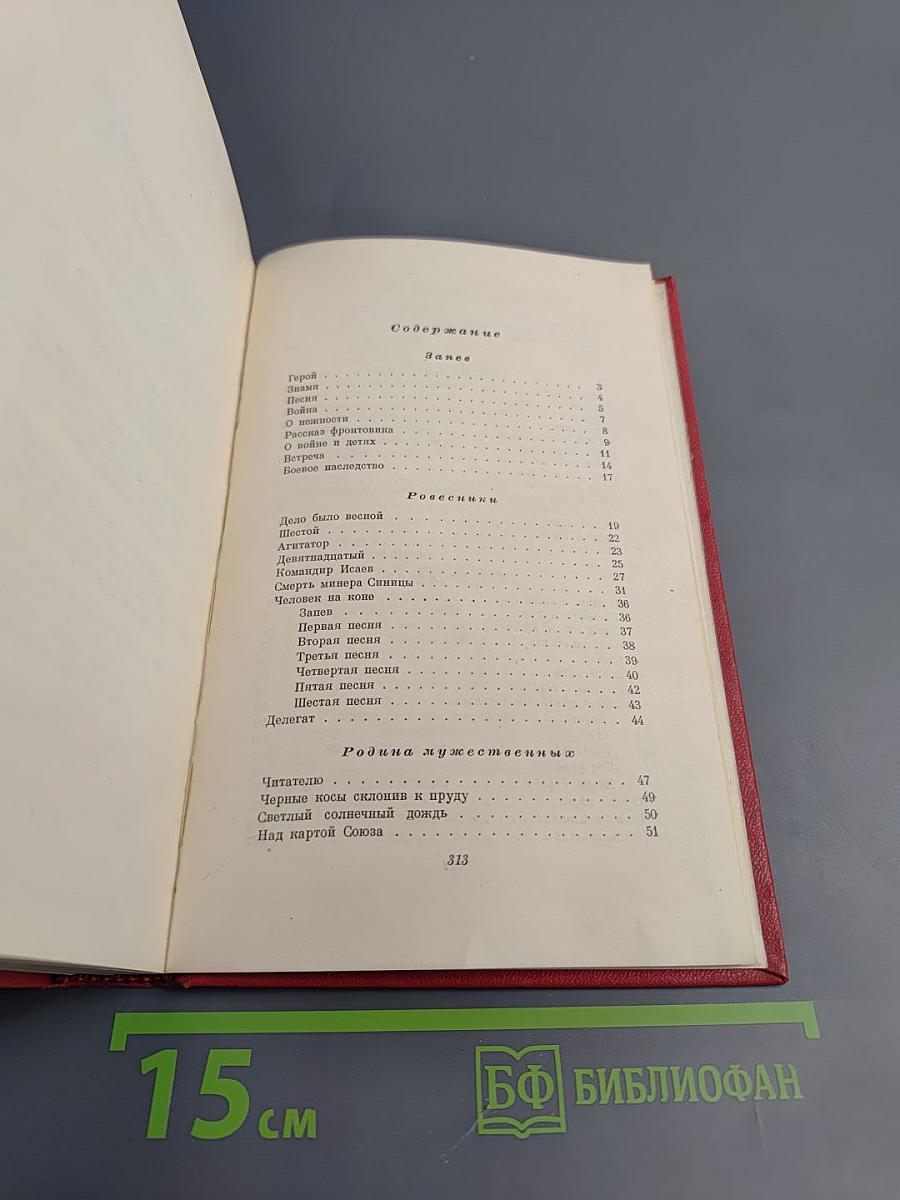 Содержание
Запев
Герой . . . . . . . . . . . . . . . . . . . . 3
Знамя . . . . . . . . . . . . . . . . . . . . 4
Песня . . . . . . . . . . . . . . . . . . . . 5
Война . . . . . . . . . . . . . . . . . . . . 7
О нежности . . . . . . . . . . . . . . . . . . 8
Рассказ фронтовика . . . . . . . . . . . . . . 9
О войне и детях . . . . . . . . . . . . . . . . 11
Встреча . . . . . . . . . . . . . . . . . . . 14
Боевое наследство . . . . . . . . . . . . . . . 17
Ровесники
Дело было весной . . . . . . . . . . . . . . . 19
Шестой . . . . . . . . . . . . . . . . . . . . 22
Агитатор . . . . . . . . . . . . . . . . . . . 23
Девятнадцатый . . . . . . . . . . . . . . . . . 25
Командир Исаев . . . . . . . . . . . . . . . . 27
Смерть минера Синицы . . . . . . . . . . . . . 31
Человек на коне . . . . . . . . . . . . . . . . 36
Запев . . . . . . . . . . . . . . . . . . . . 36
Первая песня . . . . . . . . . . . . . . . . . 37
Вторая песня . . . . . . . . . . . . . . . . . 38
Третья песня . . . . . . . . . . . . . . . . . 39
Четвертая песня . . . . . . . . . . . . . . . . 40
Пятая песня . . . . . . . . . . . . . . . . . . 42
Шестая песня . . . . . . . . . . . . . . . . . 43
Делегат . . . . . . . . . . . . . . . . . . . 44
Родина мужественных
Читателю . . . . . . . . . . . . . . . . . . . 47
Черные косы склонив к пруду . . . . . . . . . . 49
Светлый солнечный дождь . . . . . . . . . . . . 50
Над картой Союза . . . . . . . . . . . . . . . 51
313
15 см
БФ БИБЛИОФАН